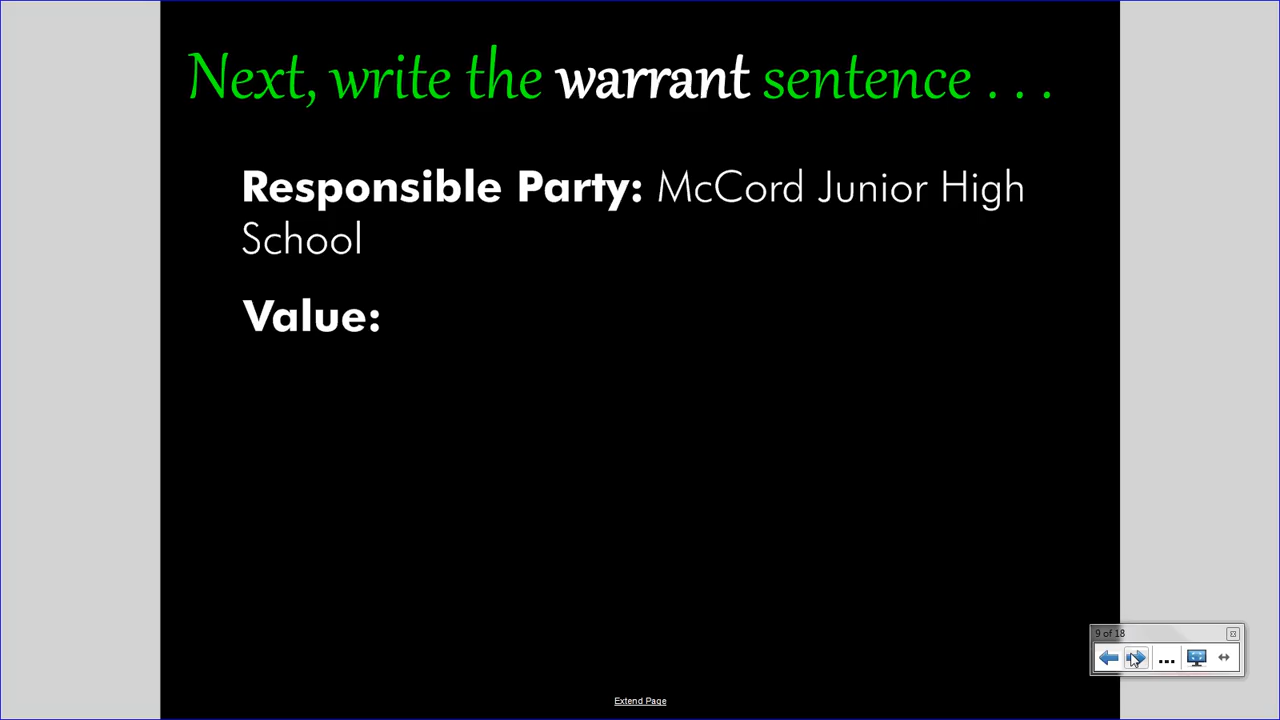 Next, write the warrant sentence . . .
Responsible Party: McCord Junior High
School
Value:
9 of 18
...
Extend Page